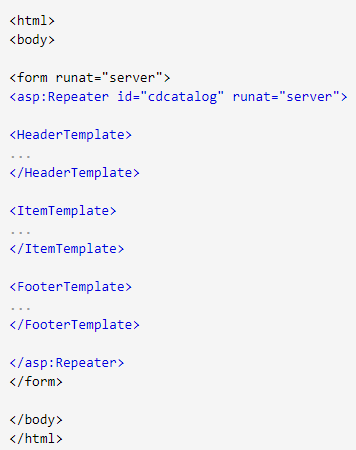 <html>
<body>
<form runat="server">
<asp:Repeater id="cdcatalog" runat="server">
<HeaderTemplate>
...
</HeaderTemplate>
<ItemTemplate>
...
</ItemTemplate>
<FooterTemplate>
...
</FooterTemplate>
</asp:Repeater>
</form>
</body>
</html>